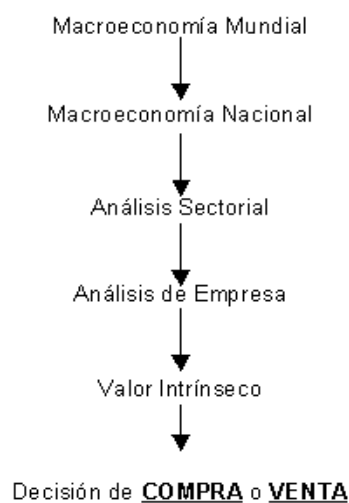 Macroeconomía Mundial
Macroeconomía Nacional
Análisis Sectorial
Análisis de Empresa
Valor Intrínseco
Decisión de COMPRA o VENTA